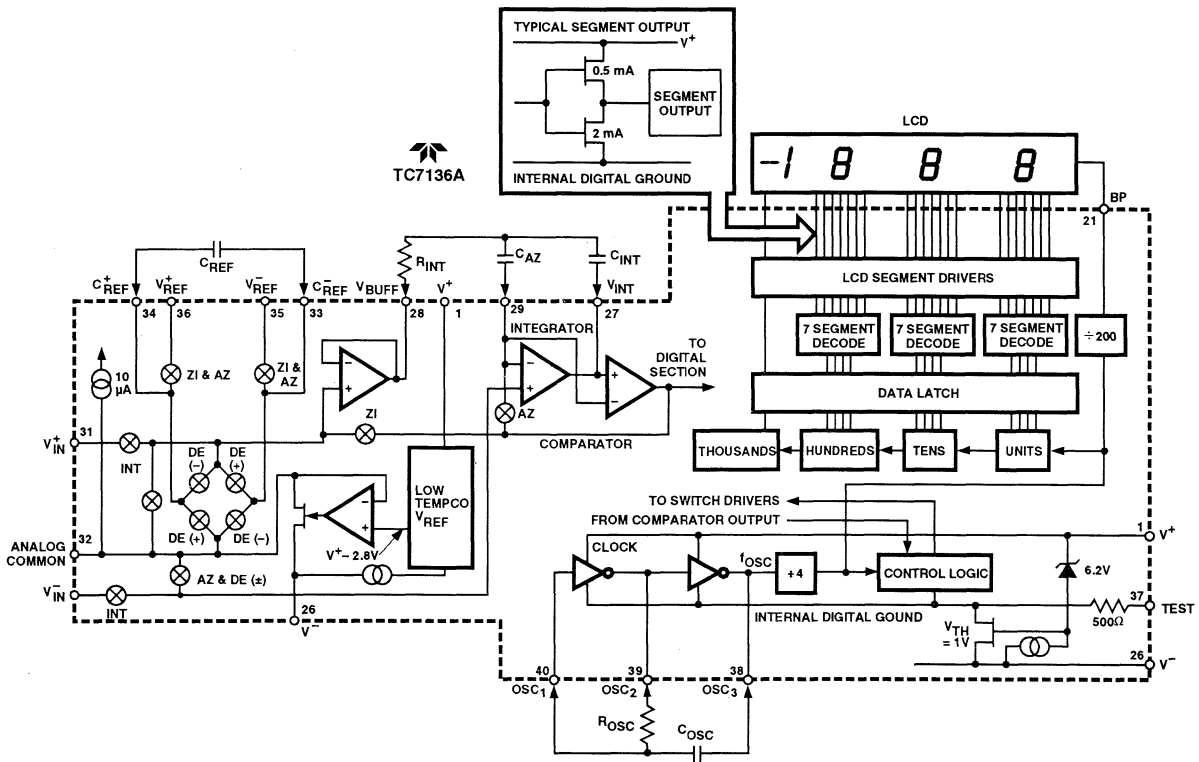 TYPICAL SEGMENT OUTPUT
V+
0.5 mA
SEGMENT
OUTPUT
2 mA
INTERNAL DIGITAL GROUND
TC7136A
LCD
-1 8 8 8
BP
21
LCD SEGMENT DRIVERS
7 SEGMENT
DECODE
7 SEGMENT
DECODE
7 SEGMENT
DECODE
÷200
DATA LATCH
THOUSANDS
HUNDREDS
TENS
UNITS
CREF
RINT
CAZ
CINT
C+REF
V+REF
V-REF
C-REF
VBUFF
V+
VINT
34
36
35
33
28
1
29
27
INTEGRATOR
TO
DIGITAL
SECTION
10
µA
ZI & AZ
ZI &
AZ
-
+
-
+
+
-
AZ
ZI
COMPARATOR
31
V+IN
INT
DE
(-)
DE
(+)
DE (+)
DE (-)
-
+
LOW
TEMPCO
VREF
V+ - 2.8V
32
ANALOG
COMMON
AZ & DE (±)
V-IN
INT
26
V-
TO SWITCH DRIVERS
FROM COMPARATOR OUTPUT
CLOCK
fOSC
÷4
CONTROL LOGIC
1
V+
6.2V
INTERNAL DIGITAL GOUND
37
TEST
500Ω
VTH
= 1V
26
V-
40
39
38
OSC1
OSC2
OSC3
ROSC
COSC